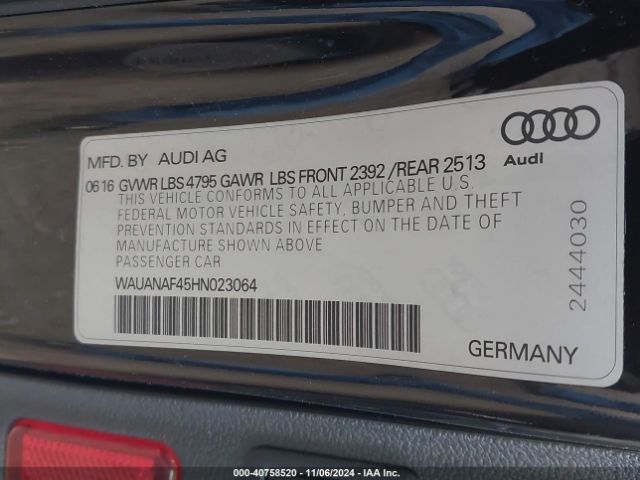 MFD. BY AUDI AG
Audi
0616 GVWR LBS 4795 GAWR LBS FRONT 2392 /REAR 2513
THIS VEHICLE CONFORMS TO ALL APPLICABLE U.S.
FEDERAL MOTOR VEHICLE SAFETY, BUMPER AND THEFT
PREVENTION STANDARDS IN EFFECT ON THE DATE OF
MANUFACTURE SHOWN ABOVE
PASSENGER CAR
WAUANAF45HN023064
2444030
GERMANY
000-40758520 - 11/06/2024 - IAA Inc.